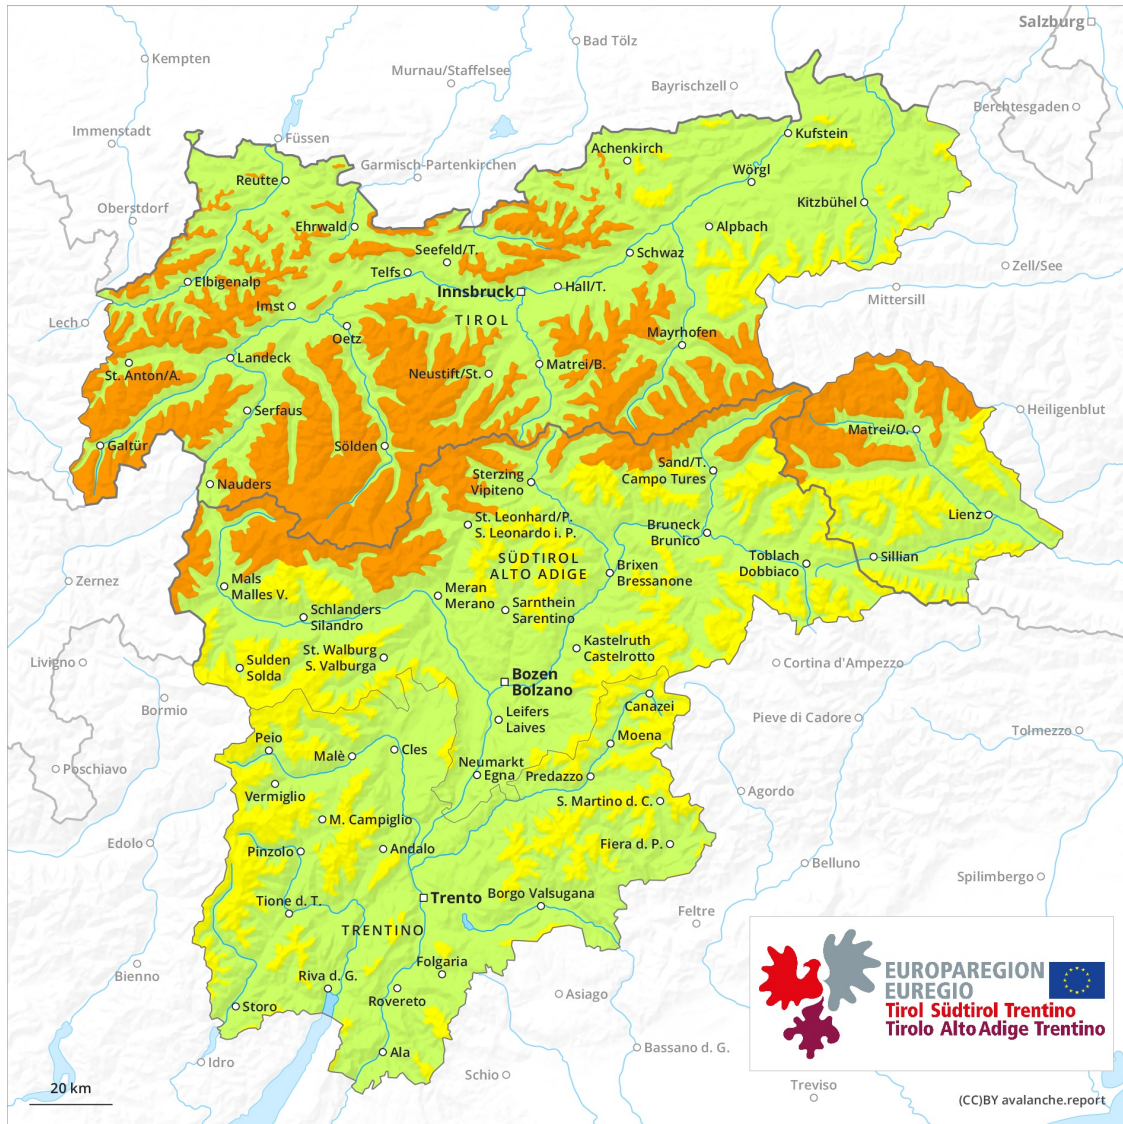 Salzburg
Kempten
Bad Tölz
Murnau/Staffelsee
Bayrischzell
Berchtesgaden
Immenstadt
Füssen
Kufstein
Achenkirch
Garmisch-Partenkirchen
Wörgl
Reutte
Oberstdorf
Kitzbühel
Ehrwald
Alpbach
Seefeld/T.
Schwaz
Telfs
Zell/See
Elbigenalp
Hall/T.
Innsbruck
Mittersill
Imst
TIROL
Lech
Oetz
Mayrhofen
Landeck
Matrei/B.
St. Anton/A.
Neustift/St.
Serfaus
Heiligenblut
Matrei/O.
Galtür
Sölden
Sand/T.
Campo Tures
Sterzing
Vipiteno
Nauders
St. Leonhard/P.
S. Leonardo i. P.
Lienz
Bruneck
Brunico
SÜDTIROL
ALTO ADIGE
Toblach
Dobbiaco
Sillian
Brixen
Bressanone
Zernez
Mals
Malles V.
Meran
Merano
Sarnthein
Sarentino
Schlanders
Silandro
Kastelruth
Castelrotto
St. Walburg
S. Valburga
Livigno
Sulden
Solda
Cortina d'Ampezzo
Bozen
Bolzano
Canazei
Bormio
Leifers
Laives
Pieve di Cadore
Tolmezzo
Moena
Peio
Cles
Malè
Neumarkt
Egna
Predazzo
Poschiavo
Vermiglio
Agordo
S. Martino d. C.
M. Campiglio
Edolo
Pinzolo
Andalo
Fiera d. P.
Belluno
Spilimbergo
Trento
Borgo Valsugana
Tione d. T.
Feltre
TRENTINO
Folgaria
Bienno
Riva d. G.
Rovereto
Asiago
Storo
EUROPAREGION
EUREGIO
Tirol Südtirol Trentino
Tirolo Alto Adige Trentino
Ala
Bassano d. G.
Idro
Schio
20 km
Treviso
(CC)BY avalanche.report